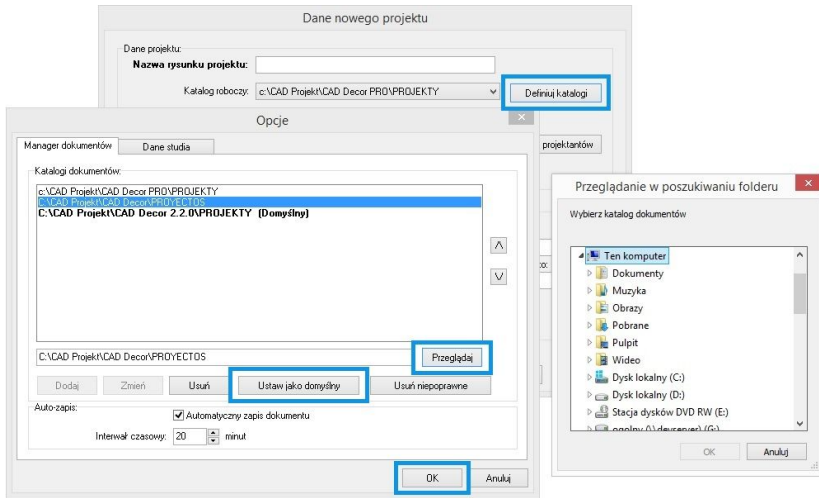 Dane nowego projektu
Dane projektu:
Nazwa rysunku projektu:
Katalog roboczy: c:\CAD Projekt\CAD Decor PRO\PROJEKTY Definiuj katalogi
projektantów
Opcje
Manager dokumentów Dane studia
Katalogi dokumentów:
c:\CAD Projekt\CAD Decor PRO\PROJEKTY
C:\CAD Projekt\CAD Decor\PROYECTOS
C:\CAD Projekt\CAD Decor 2.2.0\PROJEKTY (Domyślny)
C:\CAD Projekt\CAD Decor\PROYECTOS Przeglądaj
Dodaj Zmień Usuń Ustaw jako domyślny Usuń niepoprawne
Auto-zapis:
Automatyczny zapis dokumentu
Interwał czasowy: 20 minut
OK Anuluj
Przeglądanie w poszukiwaniu folderu
Wybierz katalog dokumentów
Ten komputer
Dokumenty
Muzyka
Obrazy
Pobrane
Pulpit
Wideo
Dysk lokalny (C:)
Dysk lokalny (D:)
Stacja dysków DVD RW (E:)
ogolny (\\devserver) (G:)
OK Anuluj